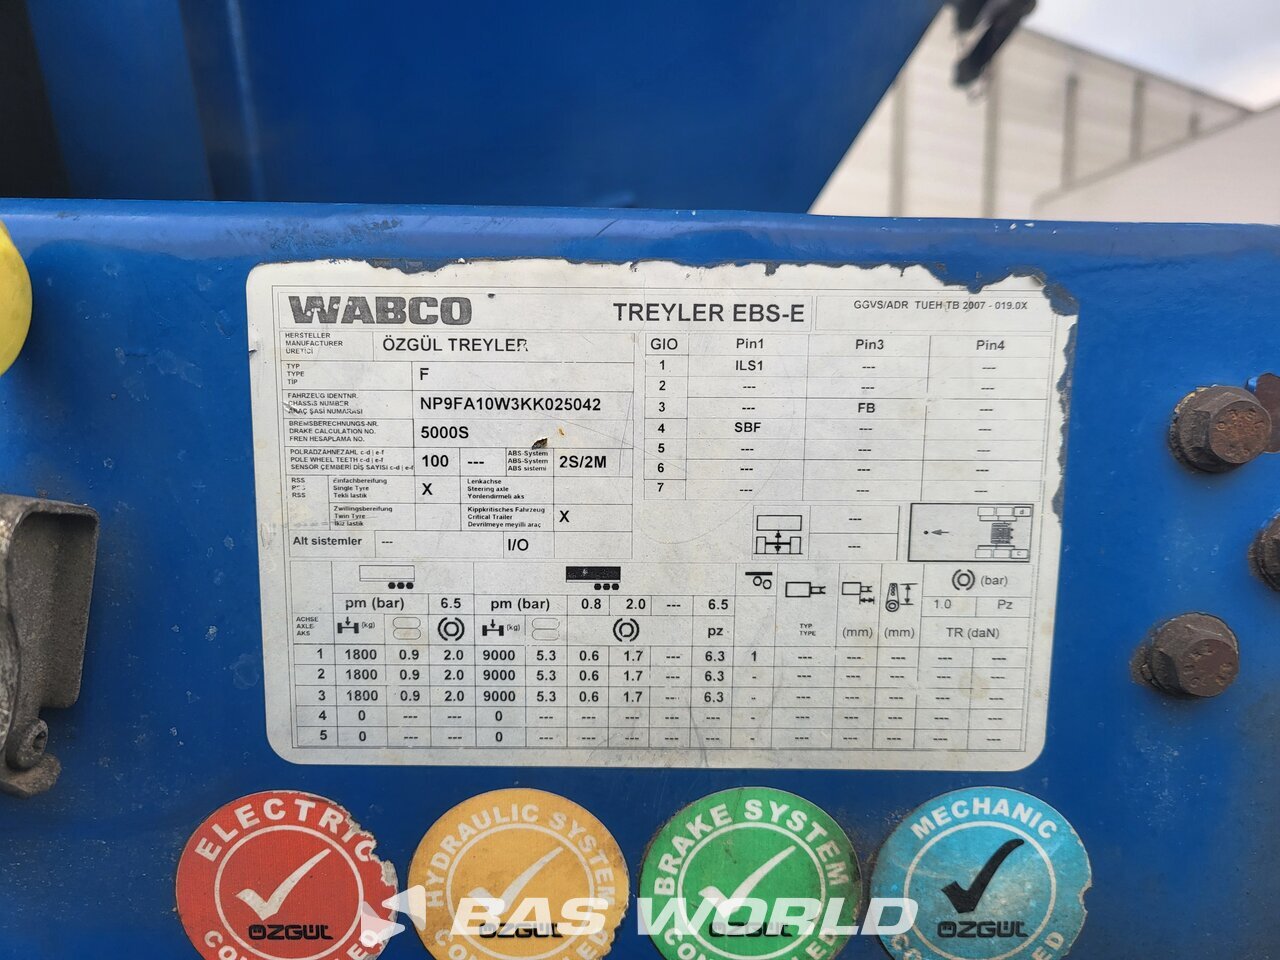 WABCO
TREYLER EBS-E
GGVS/ADR TUEH TB 2007 - 019.0X
HERSTELLER
MANUFACTURER
ÜRETİCİ
ÖZGÜL TREYLER
TYP
TYPE
TİP
F
FAHRZEUG IDENTNR.
CHASSIS NUMBER
ARAÇ ŞASİ NUMARASI
NP9FA10W3KK025042
BREMSBERECHNUNGS-NR.
BRAKE CALCULATION NO.
FREN HESAPLAMA NO.
5000S
POLRADZAHNEZAHL c-d | e-f
POLE WHEEL TEETH c-d | e-f
SENSOR ÇEMBERİ DİŞ SAYISI c-d | e-f
100 ---
ABS-System
ABS-System
ABS sistemi
2S/2M
RSS
RSS
Einfachbereifung
Single Tyre
Tekli lastik
X
Lenkachse
Steering axle
Yönlendirmeli aks
Zwillingsbereifung
Twin Tyre
İkiz lastik
Kippkritisches Fahrzeug
Critical Trailer
Devrilmeye meyilli araç
X
Alt sistemler --- I/O
GIO Pin1 Pin3 Pin4
1 ILS1 --- ---
2 --- --- ---
3 --- FB ---
4 SBF --- ---
5 --- --- ---
6 --- --- ---
7 --- --- ---
---
---
d
c
pm (bar) 6.5 pm (bar) 0.8 2.0 --- 6.5
(bar)
1.0 Pz
ACHSE
AXLE-
AKS
(kg) (kg) pz
TYP
TYPE
(mm) (mm) TR (daN)
1 1800 0.9 2.0 9000 5.3 0.6 1.7 --- 6.3 1 --- --- --- --- ---
2 1800 0.9 2.0 9000 5.3 0.6 1.7 --- 6.3 - --- --- --- --- ---
3 1800 0.9 2.0 9000 5.3 0.6 1.7 --- 6.3 - --- --- --- --- ---
4 0 --- --- 0 --- --- --- --- --- - --- --- --- --- ---
5 0 --- --- 0 --- --- --- --- --- - --- --- --- --- ---
ELECTRIC
ÖZGÜL
HYDRAULIC SYSTEM
ÖZGÜL
BRAKE SYSTEM
ÖZGÜL
MECHANIC
ÖZGÜL
BAS WORLD